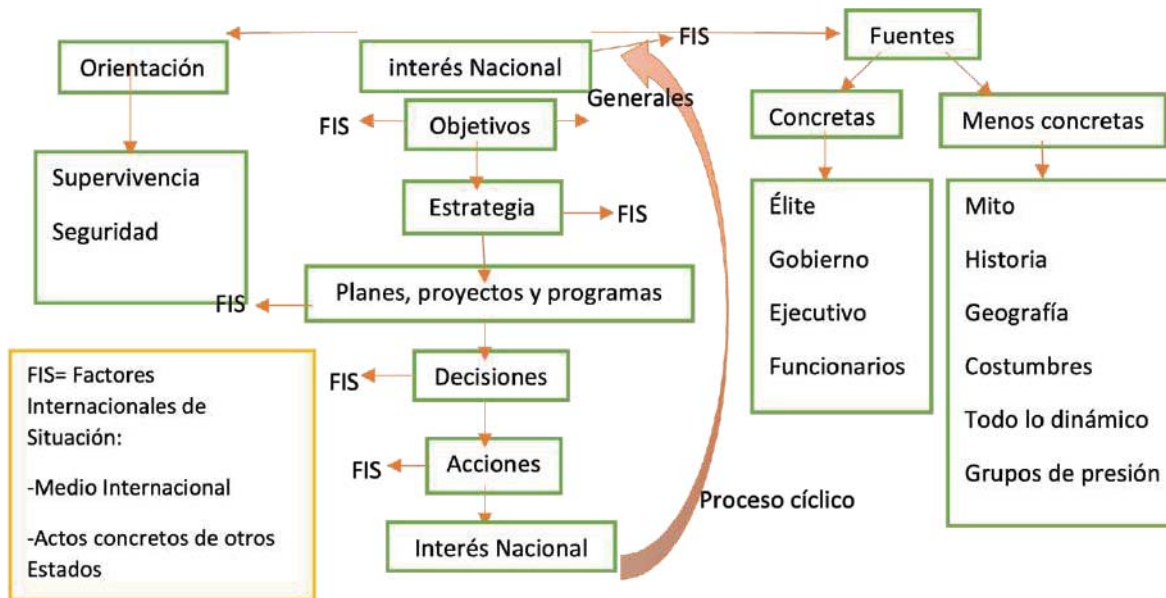 FIS
Fuentes
Orientación
interés Nacional
Generales
FIS
Objetivos
Concretas
Menos concretas
Supervivencia
Seguridad
Estrategia
FIS
Élite
Gobierno
Ejecutivo
Funcionarios
Mito
Historia
Geografía
Costumbres
Todo lo dinámico
Grupos de presión
FIS
Planes, proyectos y programas
FIS
Decisiones
FIS
Acciones
Interés Nacional
Proceso cíclico
FIS= Factores
Internacionales de
Situación:
-Medio Internacional
-Actos concretos de otros
Estados